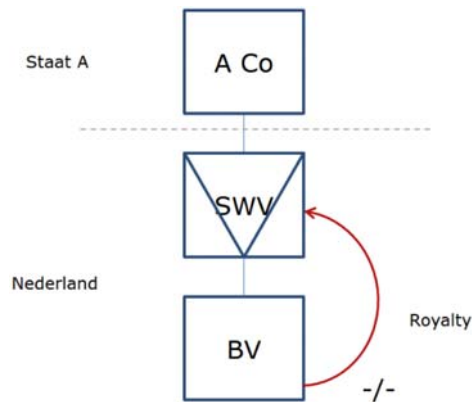 A Co
Staat A
SWV
Nederland
BV
Royalty
-/-